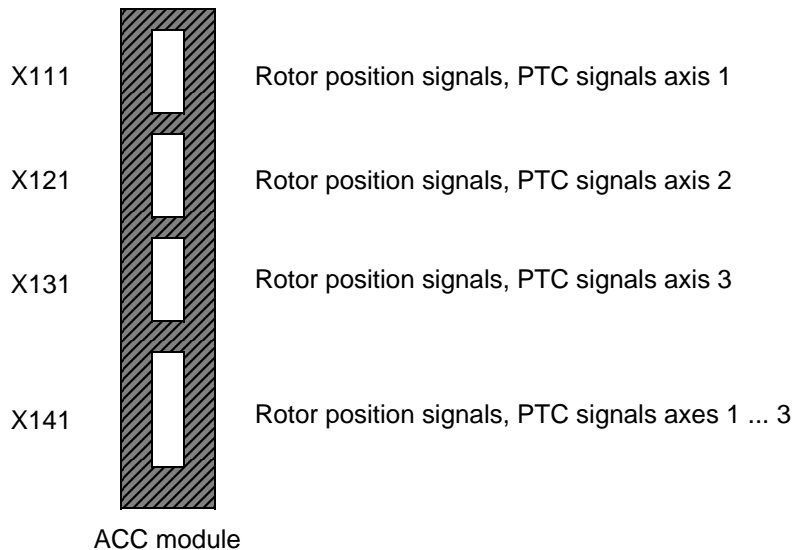 X111 Rotor position signals, PTC signals axis 1
X121 Rotor position signals, PTC signals axis 2
X131 Rotor position signals, PTC signals axis 3
X141 Rotor position signals, PTC signals axes 1 ... 3
ACC module